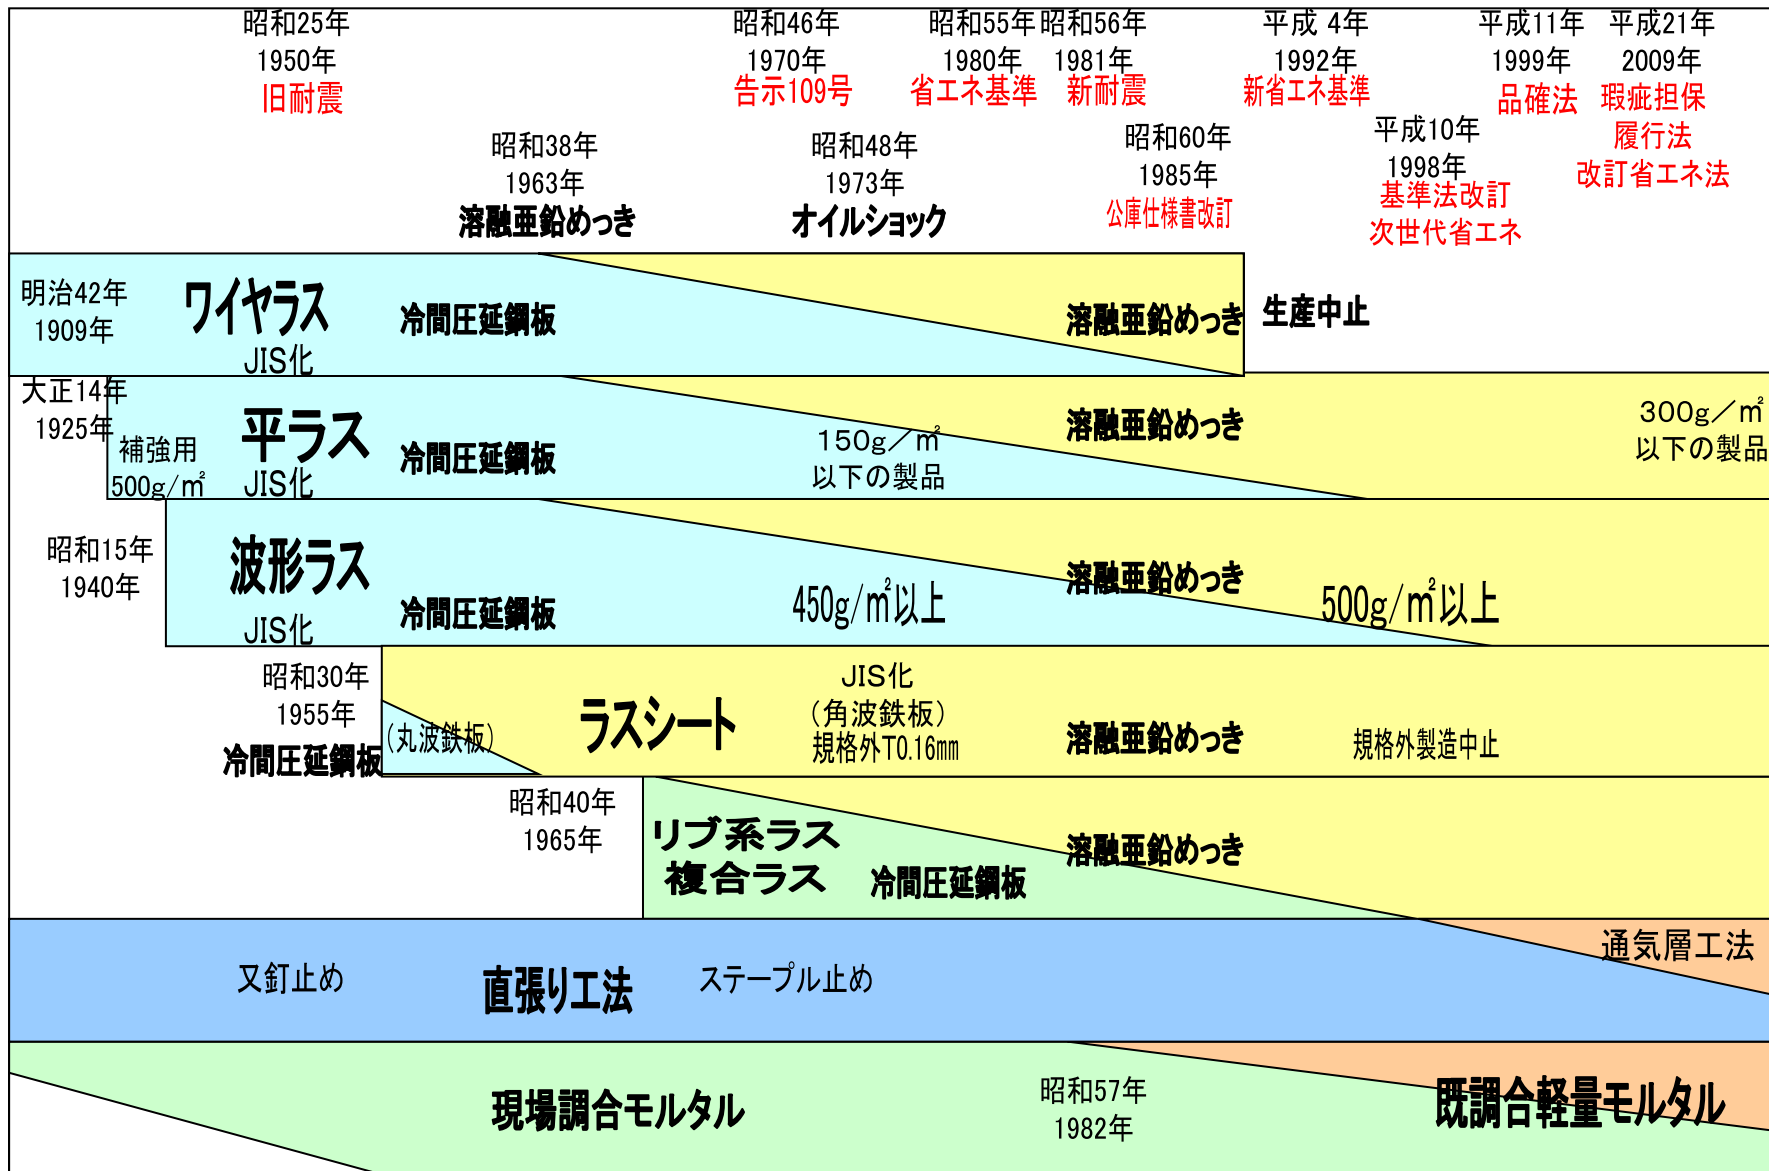 昭和25年
1950年
旧耐震
昭和46年
1970年
告示109号
昭和55年
1980年
省エネ基準
昭和56年
1981年
新耐震
平成 4年
1992年
新省エネ基準
平成11年
1999年
品確法
平成21年
2009年
瑕疵担保
履行法
改訂省エネ法
昭和38年
1963年
溶融亜鉛めっき
昭和48年
1973年
オイルショック
昭和60年
1985年
公庫仕様書改訂
平成10年
1998年
基準法改訂
次世代省エネ
明治42年
1909年
ワイヤラス
JIS化
冷間圧延鋼板
溶融亜鉛めっき
生産中止
大正14年
1925年
補強用
500g/㎡
平ラス
JIS化
冷間圧延鋼板
150g／㎡
以下の製品
溶融亜鉛めっき
300g／㎡
以下の製品
昭和15年
1940年
波形ラス
JIS化
冷間圧延鋼板
450g/㎡以上
溶融亜鉛めっき
500g/㎡以上
昭和30年
1955年
冷間圧延鋼板
(丸波鉄板)
ラスシート
JIS化
(角波鉄板)
規格外T0.16㎜
溶融亜鉛めっき
規格外製造中止
昭和40年
1965年
リブ系ラス
複合ラス
冷間圧延鋼板
溶融亜鉛めっき
又釘止め
直張り工法
ステープル止め
通気層工法
現場調合モルタル
昭和57年
1982年
既調合軽量モルタル